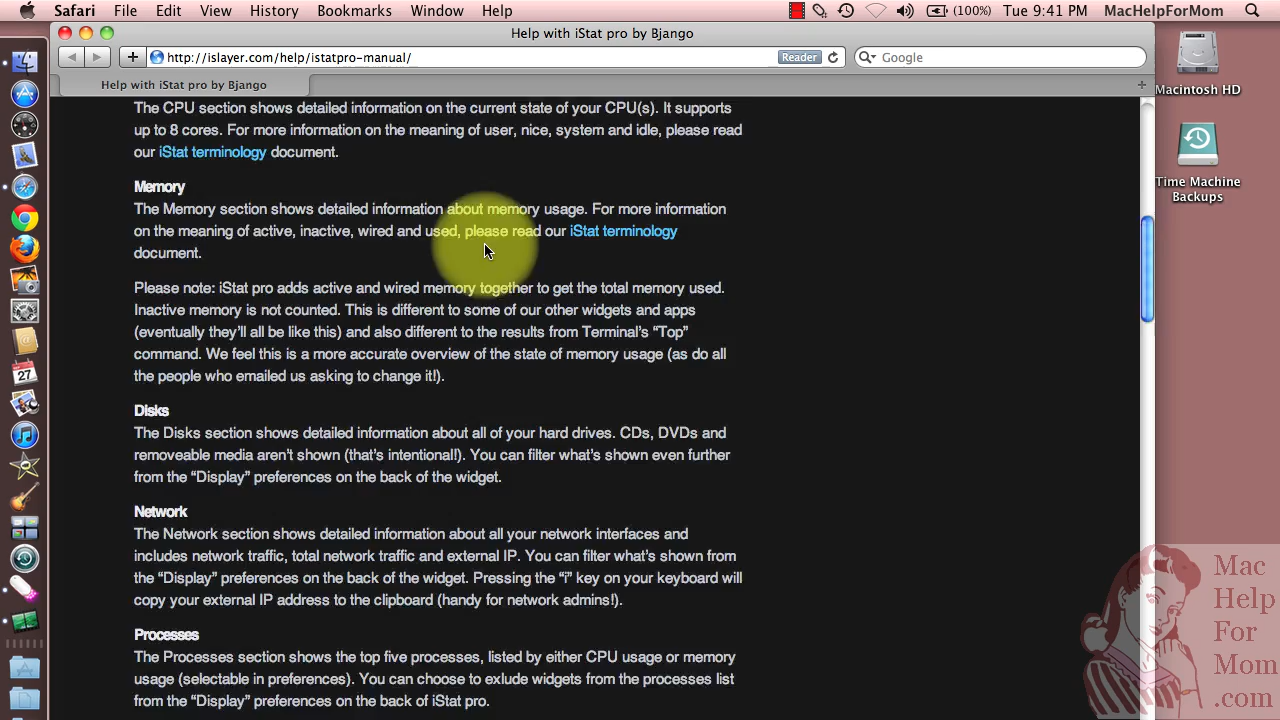 Safari File Edit View History Bookmarks Window Help (100%) Tue 9:41 PM MacHelpForMom
Help with iStat pro by Bjango
http://islayer.com/help/istatpro-manual/ Reader Google
Help with iStat pro by Bjango
Macintosh HD
Time Machine
Backups
The CPU section shows detailed information on the current state of your CPU(s). It supports
up to 8 cores. For more information on the meaning of user, nice, system and idle, please read
our iStat terminology document.
Memory
The Memory section shows detailed information about memory usage. For more information
on the meaning of active, inactive, wired and used, please read our iStat terminology
document.
Please note: iStat pro adds active and wired memory together to get the total memory used.
Inactive memory is not counted. This is different to some of our other widgets and apps
(eventually they’ll all be like this) and also different to the results from Terminal’s “Top”
command. We feel this is a more accurate overview of the state of memory usage (as do all
the people who emailed us asking to change it!).
Disks
The Disks section shows detailed information about all of your hard drives. CDs, DVDs and
removeable media aren’t shown (that’s intentional!). You can filter what’s shown even further
from the “Display” preferences on the back of the widget.
Network
The Network section shows detailed information about all your network interfaces and
includes network traffic, total network traffic and external IP. You can filter what’s shown from
the “Display” preferences on the back of the widget. Pressing the “i” key on your keyboard will
copy your external IP address to the clipboard (handy for network admins!).
Processes
The Processes section shows the top five processes, listed by either CPU usage or memory
usage (selectable in preferences). You can choose to exlude widgets from the processes list
from the “Display” preferences on the back of iStat pro.
Mac
Help
For
Mom
.com